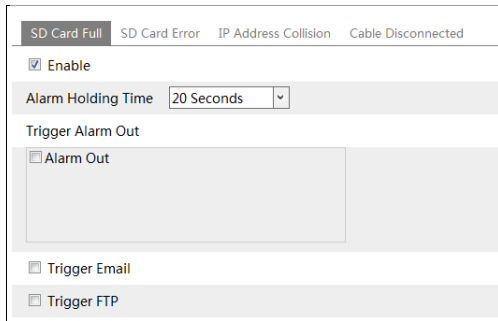 SD Card Full SD Card Error IP Address Collision Cable Disconnected
Enable
Alarm Holding Time 20 Seconds
Trigger Alarm Out
Alarm Out
Trigger Email
Trigger FTP